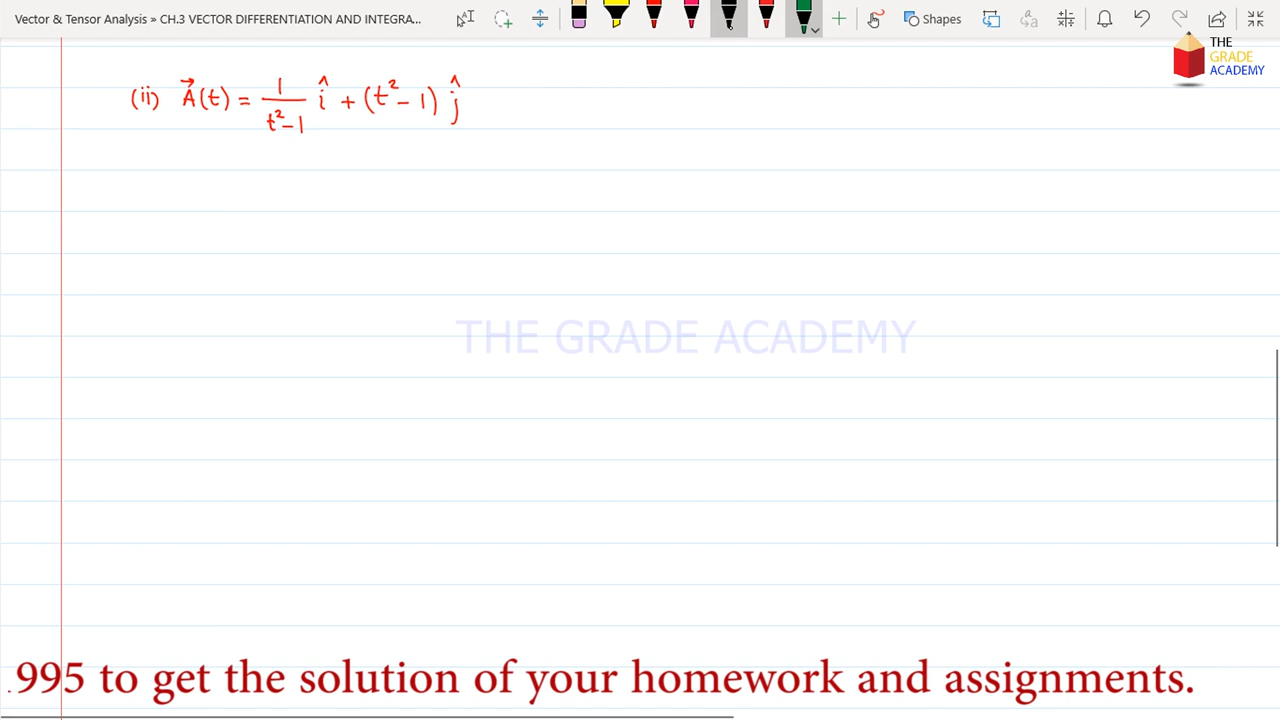 Vector & Tensor Analysis » CH.3 VECTOR DIFFERENTIATION AND INTEGRA...
Shapes
THE
GRADE
ACADEMY
(ii) A⃗(t) = 1/(t²-1) î + (t²-1) ĵ
THE GRADE ACADEMY
.995 to get the solution of your homework and assignments.